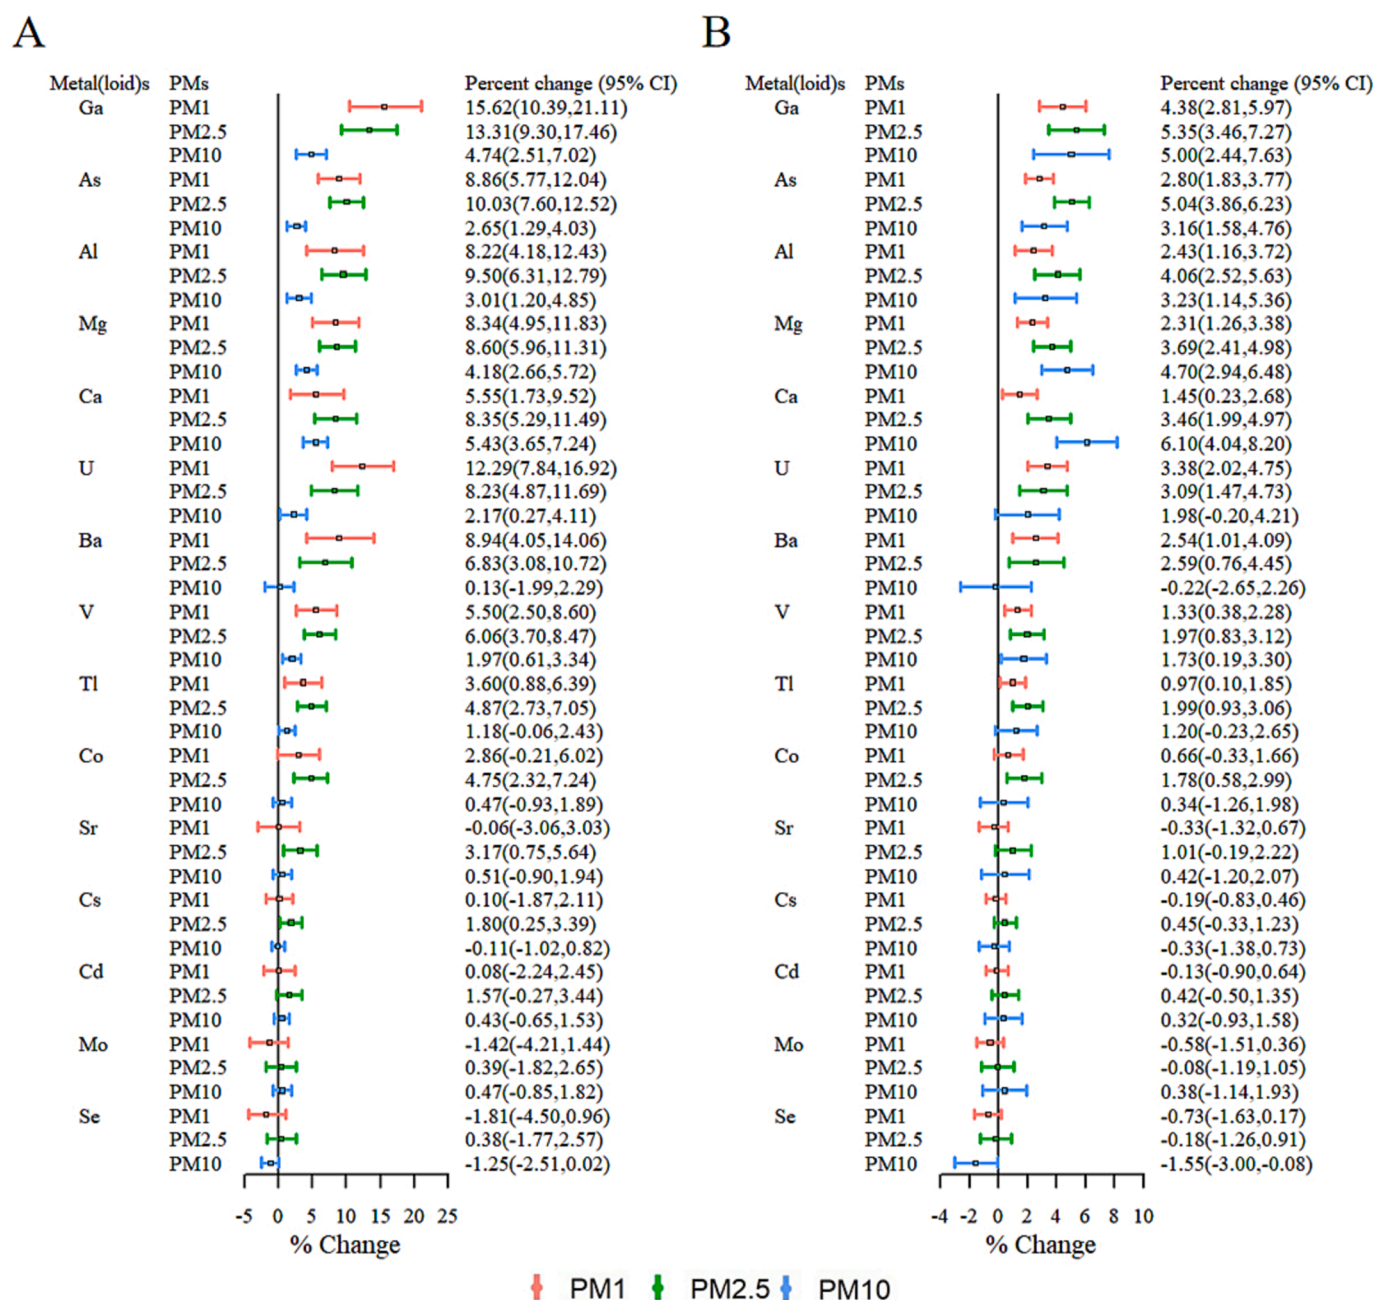 A
Metal(loid)s PMs Percent change (95% CI)
Ga PM1 15.62(10.39,21.11)
PM2.5 13.31(9.30,17.46)
PM10 4.74(2.51,7.02)
As PM1 8.86(5.77,12.04)
PM2.5 10.03(7.60,12.52)
PM10 2.65(1.29,4.03)
Al PM1 8.22(4.18,12.43)
PM2.5 9.50(6.31,12.79)
PM10 3.01(1.20,4.85)
Mg PM1 8.34(4.95,11.83)
PM2.5 8.60(5.96,11.31)
PM10 4.18(2.66,5.72)
Ca PM1 5.55(1.73,9.52)
PM2.5 8.35(5.29,11.49)
PM10 5.43(3.65,7.24)
U PM1 12.29(7.84,16.92)
PM2.5 8.23(4.87,11.69)
PM10 2.17(0.27,4.11)
Ba PM1 8.94(4.05,14.06)
PM2.5 6.83(3.08,10.72)
PM10 0.13(-1.99,2.29)
V PM1 5.50(2.50,8.60)
PM2.5 6.06(3.70,8.47)
PM10 1.97(0.61,3.34)
Tl PM1 3.60(0.88,6.39)
PM2.5 4.87(2.73,7.05)
PM10 1.18(-0.06,2.43)
Co PM1 2.86(-0.21,6.02)
PM2.5 4.75(2.32,7.24)
PM10 0.47(-0.93,1.89)
Sr PM1 -0.06(-3.06,3.03)
PM2.5 3.17(0.75,5.64)
PM10 0.51(-0.90,1.94)
Cs PM1 0.10(-1.87,2.11)
PM2.5 1.80(0.25,3.39)
PM10 -0.11(-1.02,0.82)
Cd PM1 0.08(-2.24,2.45)
PM2.5 1.57(-0.27,3.44)
PM10 0.43(-0.65,1.53)
Mo PM1 -1.42(-4.21,1.44)
PM2.5 0.39(-1.82,2.65)
PM10 0.47(-0.85,1.82)
Se PM1 -1.81(-4.50,0.96)
PM2.5 0.38(-1.77,2.57)
PM10 -1.25(-2.51,0.02)
-5 0 5 10 15 20 25
% Change
B
Metal(loid)s PMs Percent change (95% CI)
Ga PM1 4.38(2.81,5.97)
PM2.5 5.35(3.46,7.27)
PM10 5.00(2.44,7.63)
As PM1 2.80(1.83,3.77)
PM2.5 5.04(3.86,6.23)
PM10 3.16(1.58,4.76)
Al PM1 2.43(1.16,3.72)
PM2.5 4.06(2.52,5.63)
PM10 3.23(1.14,5.36)
Mg PM1 2.31(1.26,3.38)
PM2.5 3.69(2.41,4.98)
PM10 4.70(2.94,6.48)
Ca PM1 1.45(0.23,2.68)
PM2.5 3.46(1.99,4.97)
PM10 6.10(4.04,8.20)
U PM1 3.38(2.02,4.75)
PM2.5 3.09(1.47,4.73)
PM10 1.98(-0.20,4.21)
Ba PM1 2.54(1.01,4.09)
PM2.5 2.59(0.76,4.45)
PM10 -0.22(-2.65,2.26)
V PM1 1.33(0.38,2.28)
PM2.5 1.97(0.83,3.12)
PM10 1.73(0.19,3.30)
Tl PM1 0.97(0.10,1.85)
PM2.5 1.99(0.93,3.06)
PM10 1.20(-0.23,2.65)
Co PM1 0.66(-0.33,1.66)
PM2.5 1.78(0.58,2.99)
PM10 0.34(-1.26,1.98)
Sr PM1 -0.33(-1.32,0.67)
PM2.5 1.01(-0.19,2.22)
PM10 0.42(-1.20,2.07)
Cs PM1 -0.19(-0.83,0.46)
PM2.5 0.45(-0.33,1.23)
PM10 -0.33(-1.38,0.73)
Cd PM1 -0.13(-0.90,0.64)
PM2.5 0.42(-0.50,1.35)
PM10 0.32(-0.93,1.58)
Mo PM1 -0.58(-1.51,0.36)
PM2.5 -0.08(-1.19,1.05)
PM10 0.38(-1.14,1.93)
Se PM1 -0.73(-1.63,0.17)
PM2.5 -0.18(-1.26,0.91)
PM10 -1.55(-3.00,-0.08)
-4 -2 0 2 4 6 8 10
% Change
PM1 PM2.5 PM10